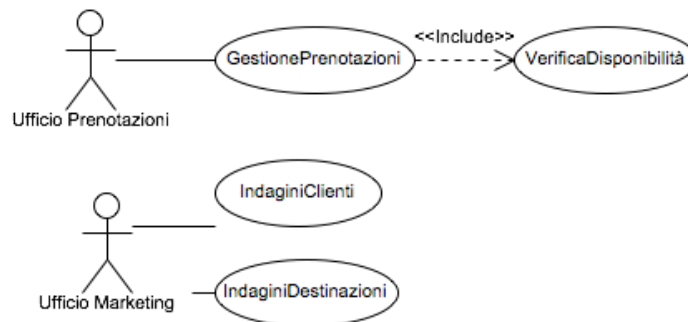 <<Include>>
GestionePrenotazioni
VerificaDisponibilità
Ufficio Prenotazioni
IndaginiClienti
IndaginiDestinazioni
Ufficio Marketing